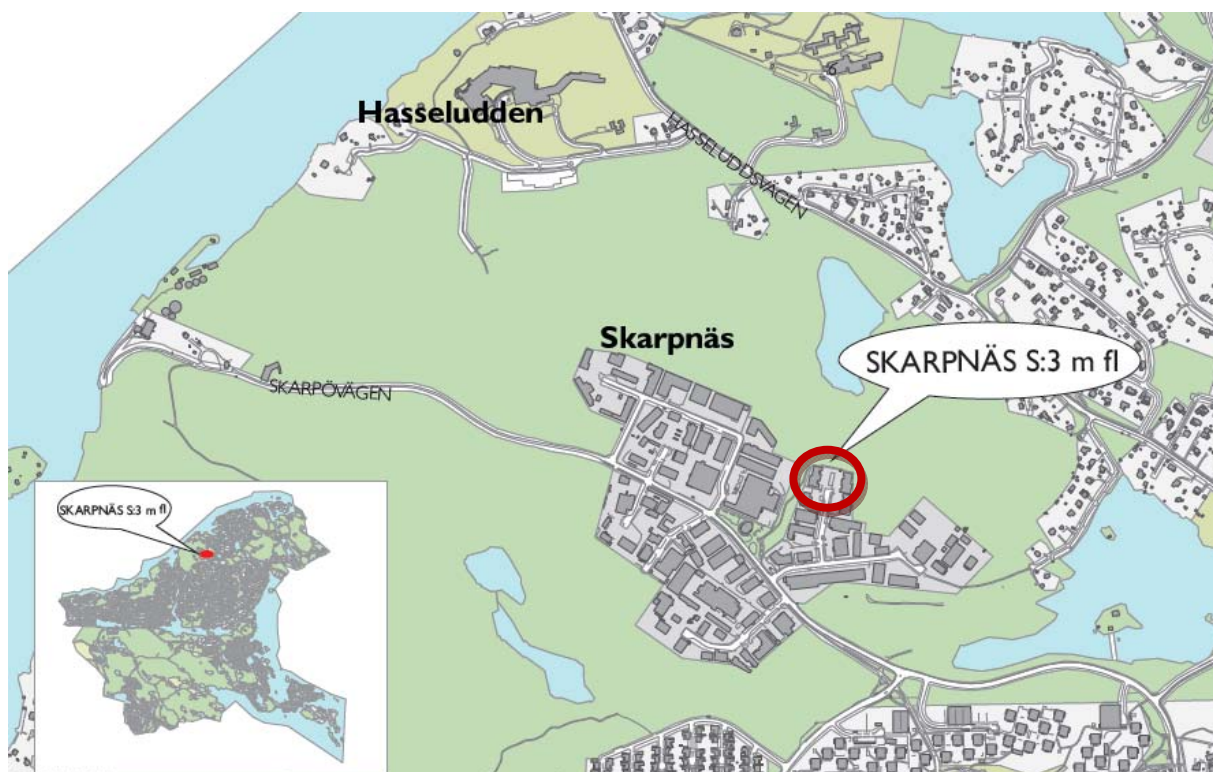 Hasseludden
HASSELUDDSVÄGEN
Skarpnäs
SKARPNÄS S:3 m fl
SKARPÖVÄGEN
SKARPNÄS S:3 m fl